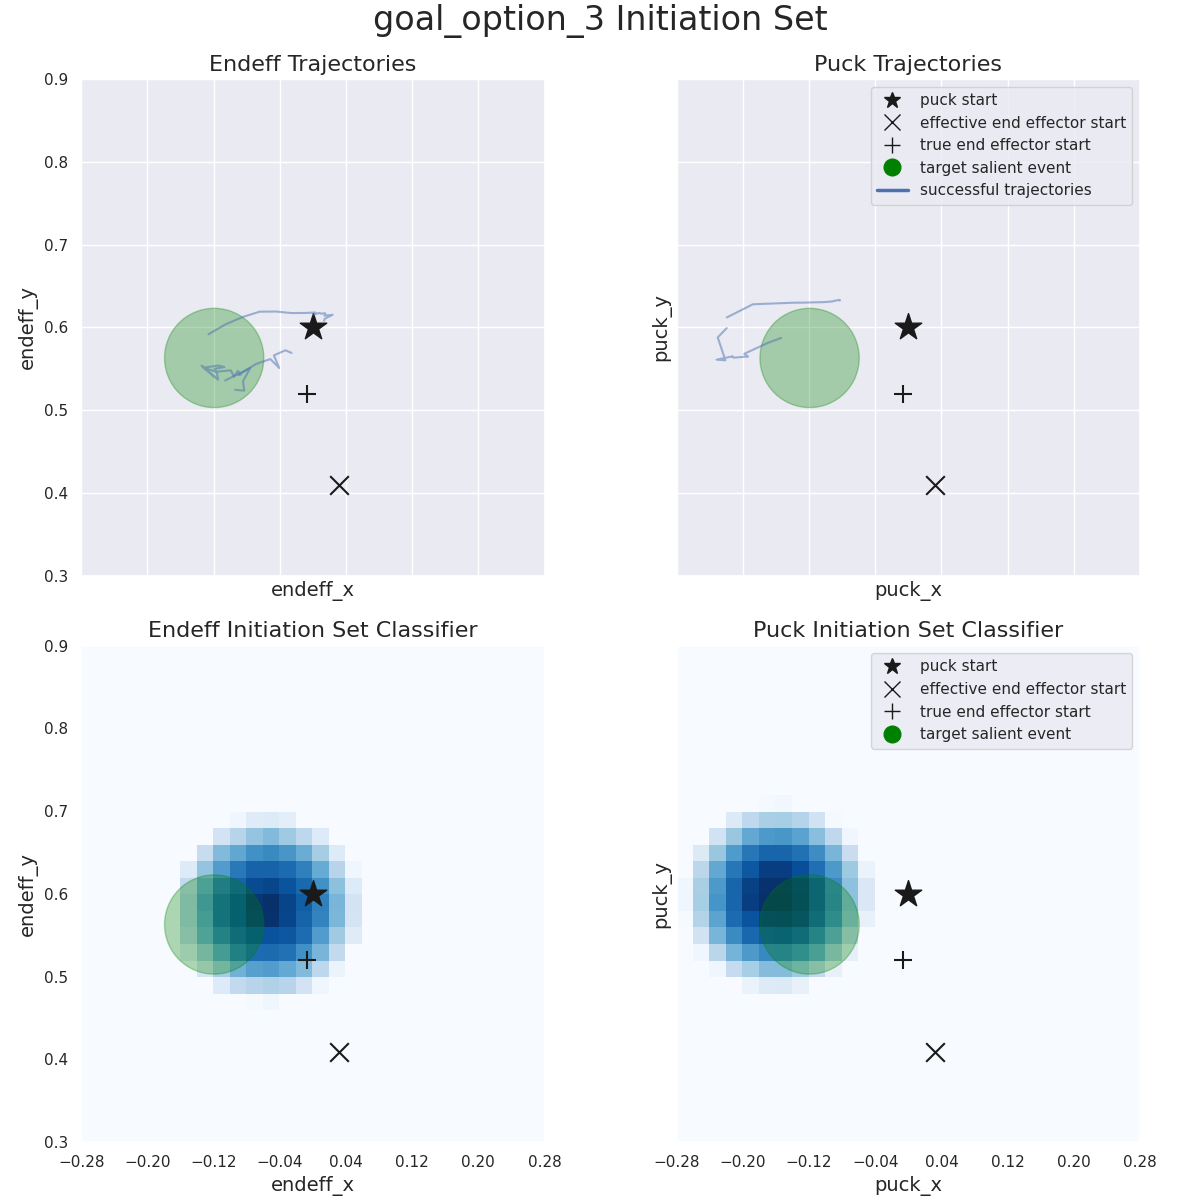 goal_option_3 Initiation Set
Endeff Trajectories
0.9
0.8
0.7
0.6
0.5
0.4
0.3
endeff_y
endeff_x
Puck Trajectories
puck start
effective end effector start
true end effector start
target salient event
successful trajectories
puck_y
puck_x
Endeff Initiation Set Classifier
0.9
0.8
0.7
0.6
0.5
0.4
0.3
endeff_y
−0.28 −0.20 −0.12 −0.04 0.04 0.12 0.20 0.28
endeff_x
Puck Initiation Set Classifier
puck start
effective end effector start
true end effector start
target salient event
puck_y
−0.28 −0.20 −0.12 −0.04 0.04 0.12 0.20 0.28
puck_x